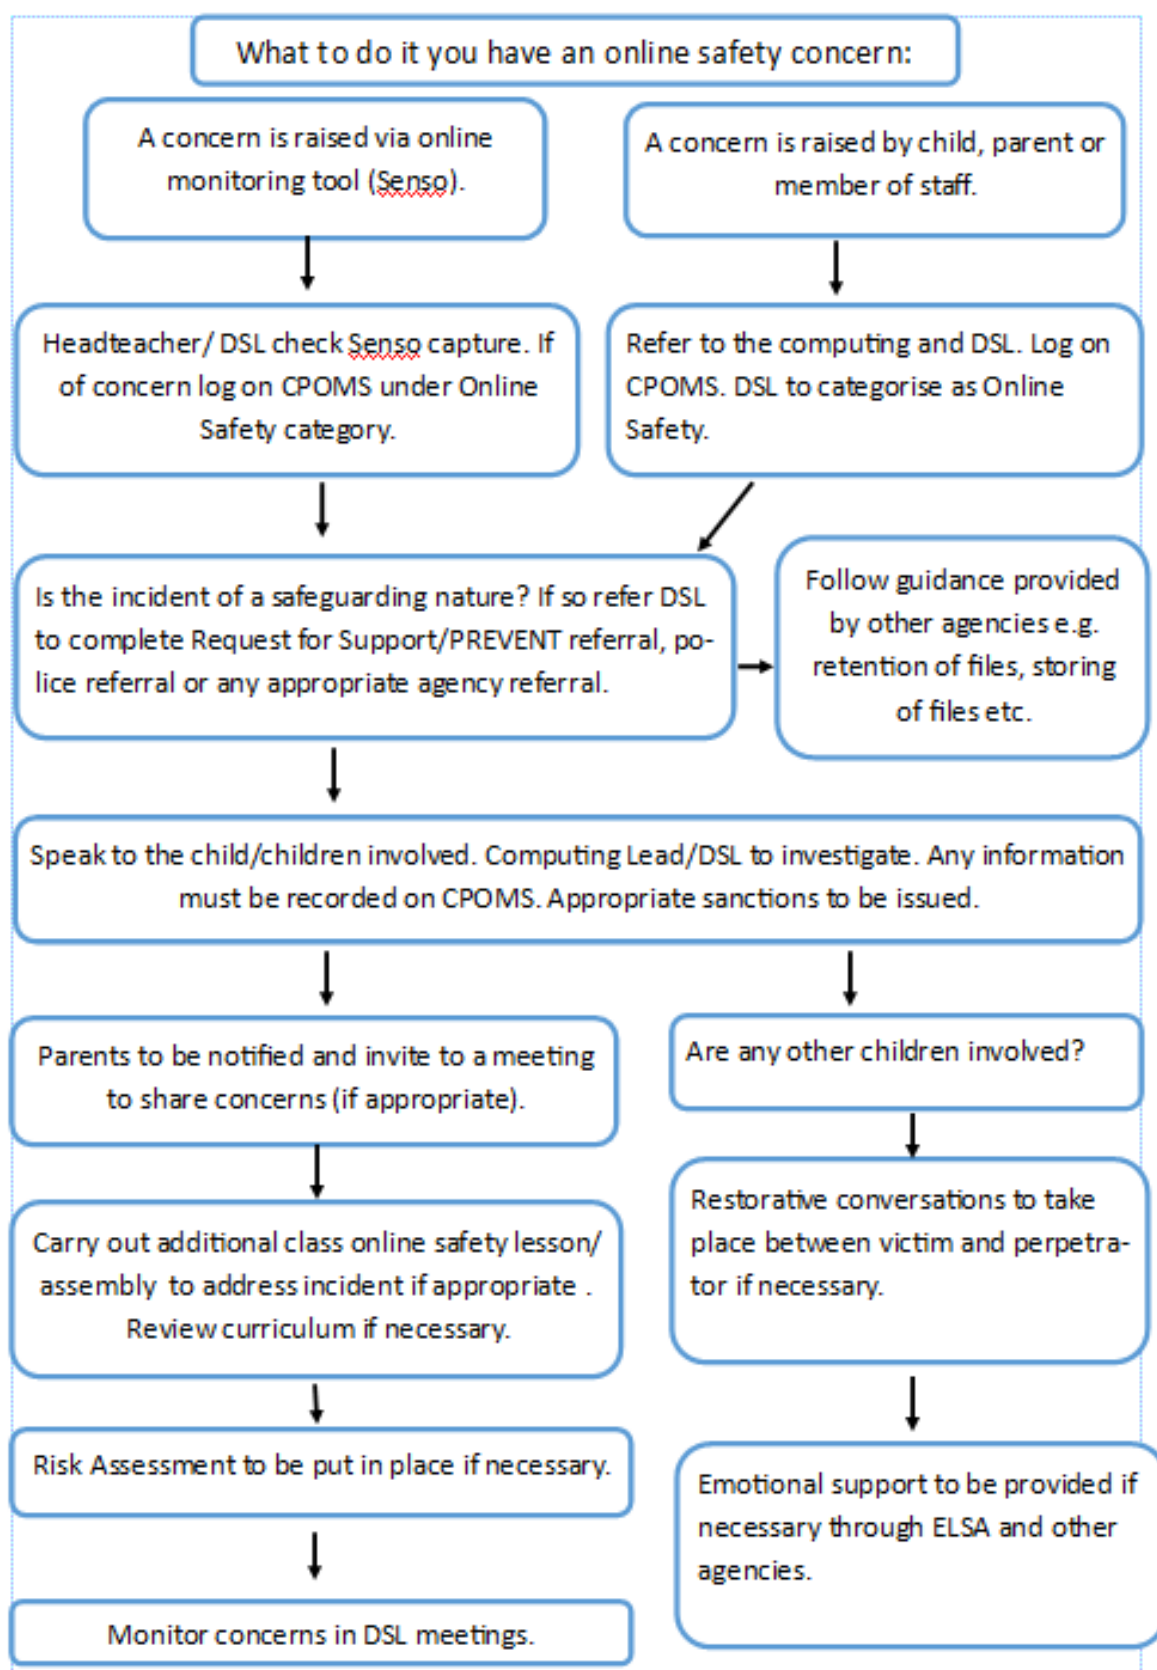 What to do it you have an online safety concern:
A concern is raised via online
monitoring tool (Senso).
A concern is raised by child, parent or
member of staff.
Headteacher/ DSL check Senso capture. If
of concern log on CPOMS under Online
Safety category.
Refer to the computing and DSL. Log on
CPOMS. DSL to categorise as Online
Safety.
Is the incident of a safeguarding nature? If so refer DSL
to complete Request for Support/PREVENT referral, po-
lice referral or any appropriate agency referral.
Follow guidance provided
by other agencies e.g.
retention of files, storing
of files etc.
Speak to the child/children involved. Computing Lead/DSL to investigate. Any information
must be recorded on CPOMS. Appropriate sanctions to be issued.
Parents to be notified and invite to a meeting
to share concerns (if appropriate).
Are any other children involved?
Carry out additional class online safety lesson/
assembly  to address incident if appropriate .
Review curriculum if necessary.
Restorative conversations to take
place between victim and perpetra-
tor if necessary.
Risk Assessment to be put in place if necessary.
Emotional support to be provided if
necessary through ELSA and other
agencies.
Monitor concerns in DSL meetings.